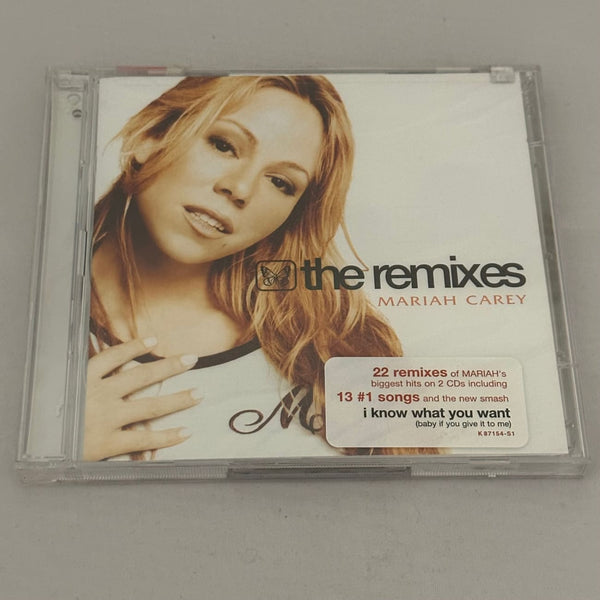 the remixes
MARIAH CAREY
22 remixes of MARIAH's
biggest hits on 2 CDs including
13 #1 songs and the new smash
i know what you want
(baby if you give it to me)
K 87154-S1
M